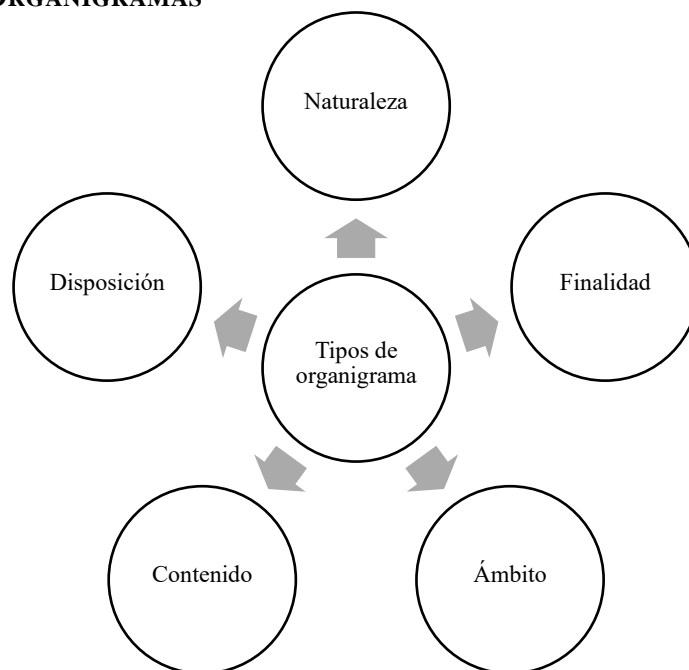 ORGANIGRAMAS
Naturaleza
Disposición
Finalidad
Tipos de
organigrama
Contenido
Ámbito